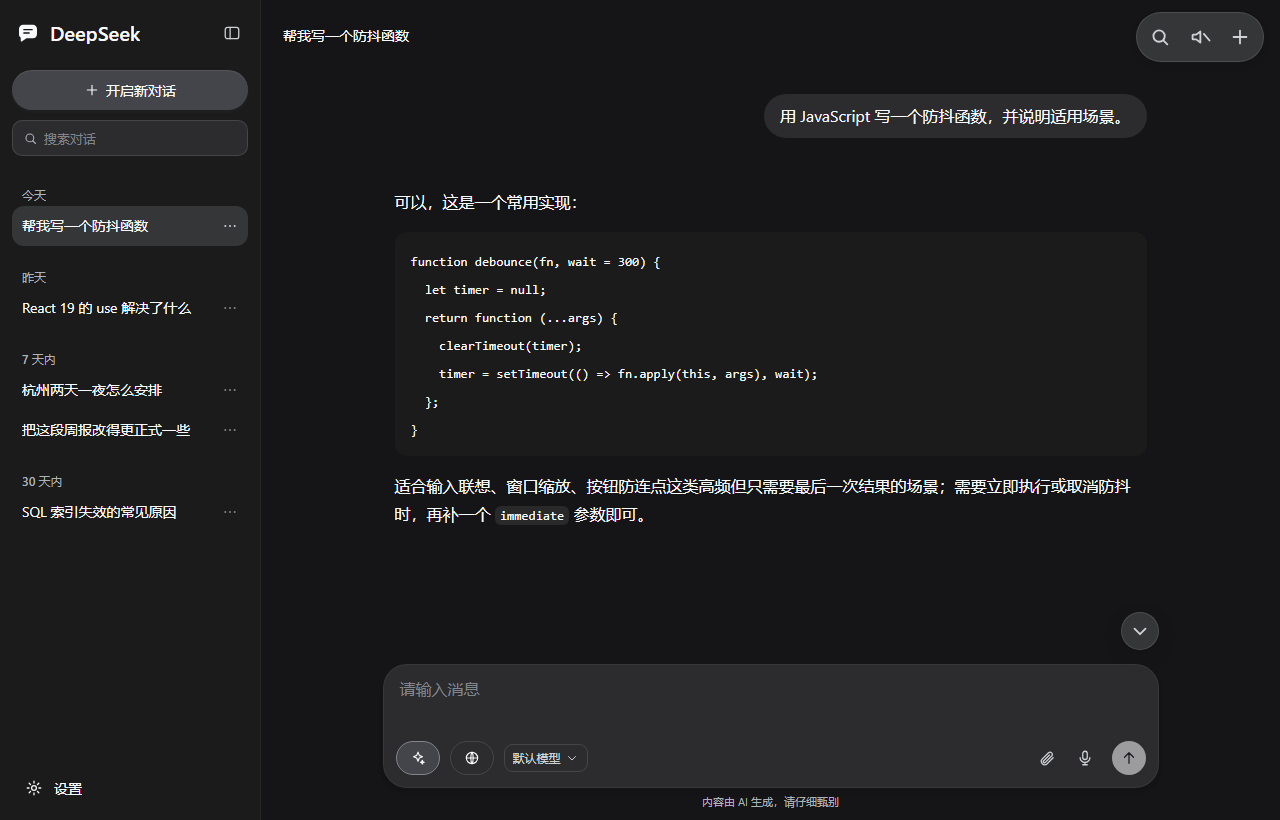 DeepSeek
开启新对话
搜索对话
今天
帮我写一个防抖函数
昨天
React 19 的 use 解决了什么
7 天内
杭州两天一夜怎么安排
把这段周报改得更正式一些
30 天内
SQL 索引失效的常见原因
设置
帮我写一个防抖函数
用 JavaScript 写一个防抖函数，并说明适用场景。
可以，这是一个常用实现：
function debounce(fn, wait = 300) {
  let timer = null;
  return function (...args) {
    clearTimeout(timer);
    timer = setTimeout(() => fn.apply(this, args), wait);
  };
}
适合输入联想、窗口缩放、按钮防连点这类高频但只需要最后一次结果的场景；需要立即执行或取消防抖
时，再补一个 immediate 参数即可。
请输入消息
默认模型
内容由 AI 生成，请仔细甄别